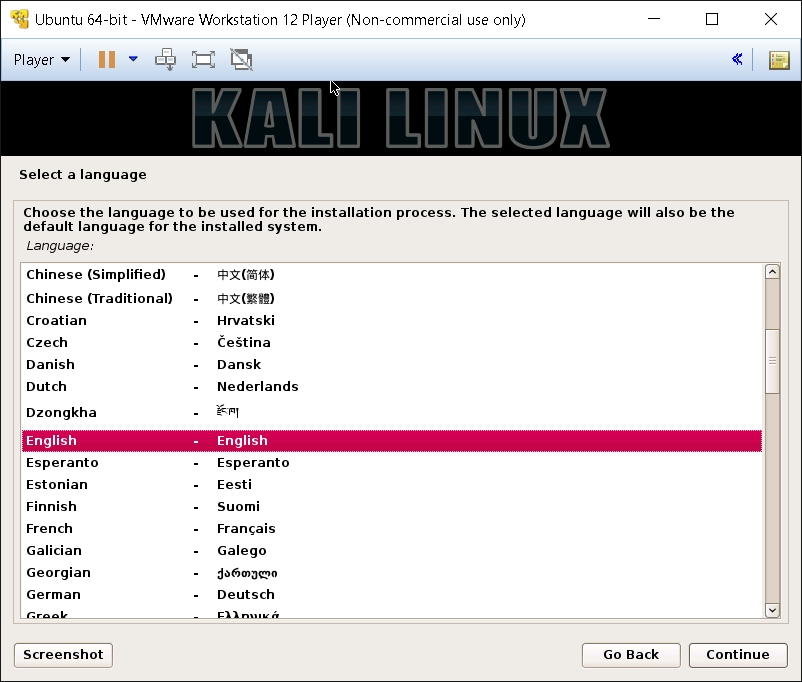 Ubuntu 64-bit - VMware Workstation 12 Player (Non-commercial use only)
Player
KALI LINUX
Select a language
Choose the language to be used for the installation process. The selected language will also be the
default language for the installed system.
Language:
Chinese (Simplified) - 中文(简体)
Chinese (Traditional) - 中文(繁體)
Croatian - Hrvatski
Czech - Čeština
Danish - Dansk
Dutch - Nederlands
Dzongkha - རྫོང་ཁ།
English - English
Esperanto - Esperanto
Estonian - Eesti
Finnish - Suomi
French - Français
Galician - Galego
Georgian - ქართული
German - Deutsch
Greek - Ελληνικά
Screenshot
Go Back
Continue